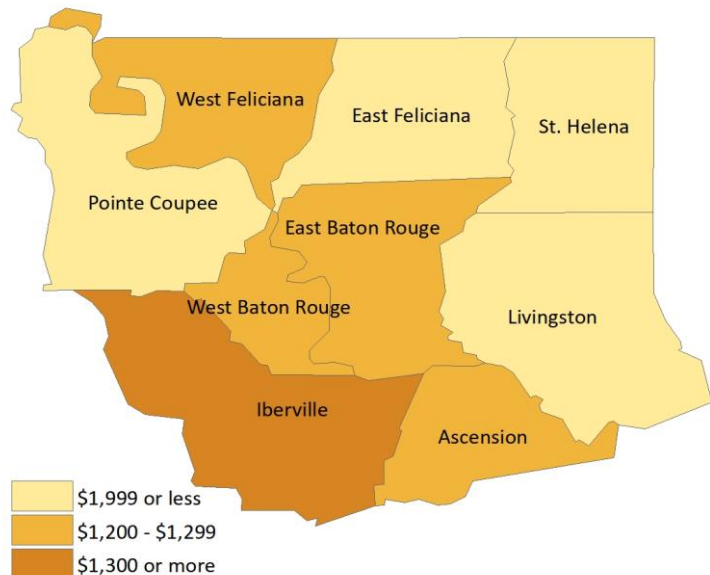 West Feliciana
East Feliciana
St. Helena
Pointe Coupee
East Baton Rouge
West Baton Rouge
Livingston
Iberville
Ascension
$1,999 or less
$1,200 - $1,299
$1,300 or more